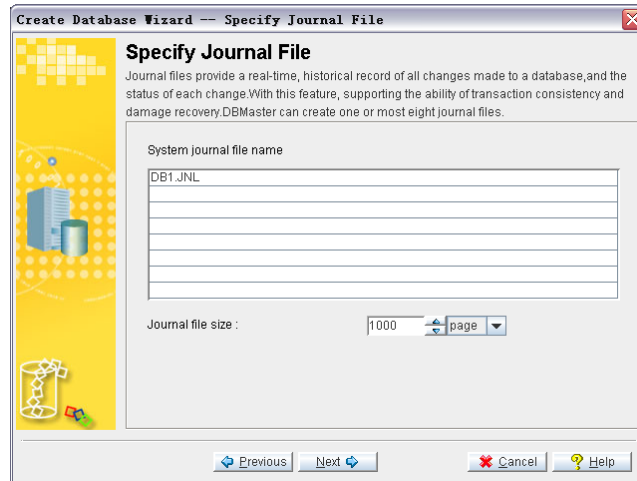 Create Database Wizard -- Specify Journal File
Specify Journal File
Journal files provide a real-time, historical record of all changes made to a database,and the
status of each change.With this feature, supporting the ability of transaction consistency and
damage recovery.DBMaster can create one or most eight journal files.
System journal file name
DB1.JNL
Journal file size :
1000 page
Previous Next Cancel Help